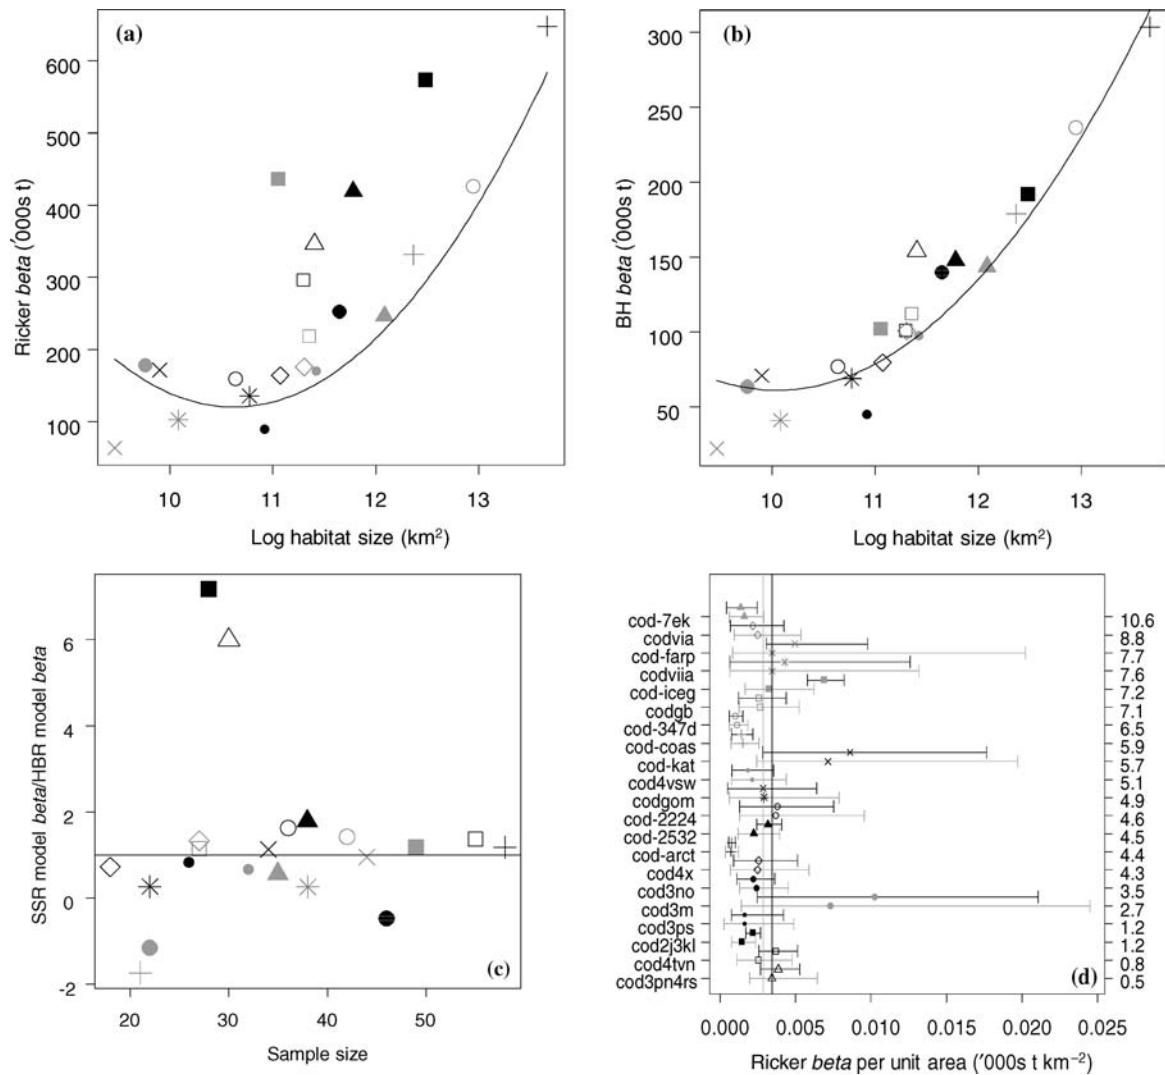 (a)
600
500
400
300
200
100
Ricker beta (′000s t)
10 11 12 13
Log habitat size (km²)
(b)
300
250
200
150
100
50
BH beta (′000s t)
10 11 12 13
Log habitat size (km²)
6
4
2
0
-2
SSR model beta/HBR model beta
(c)
20 30 40 50
Sample size
cod-7ek 10.6
codvia 8.8
cod-farp 7.7
codviia 7.6
cod-iceg 7.2
codgb 7.1
cod-347d 6.5
cod-coas 5.9
cod-kat 5.7
cod4vsw 5.1
codgom 4.9
cod-2224 4.6
cod-2532 4.5
cod-arct 4.4
cod4x 4.3
cod3no 3.5
cod3m 2.7
cod3ps 1.2
cod2j3kl 1.2
cod4tvn 0.8
cod3pn4rs 0.5
(d)
0.000 0.005 0.010 0.015 0.020 0.025
Ricker beta per unit area (′000s t km⁻²)